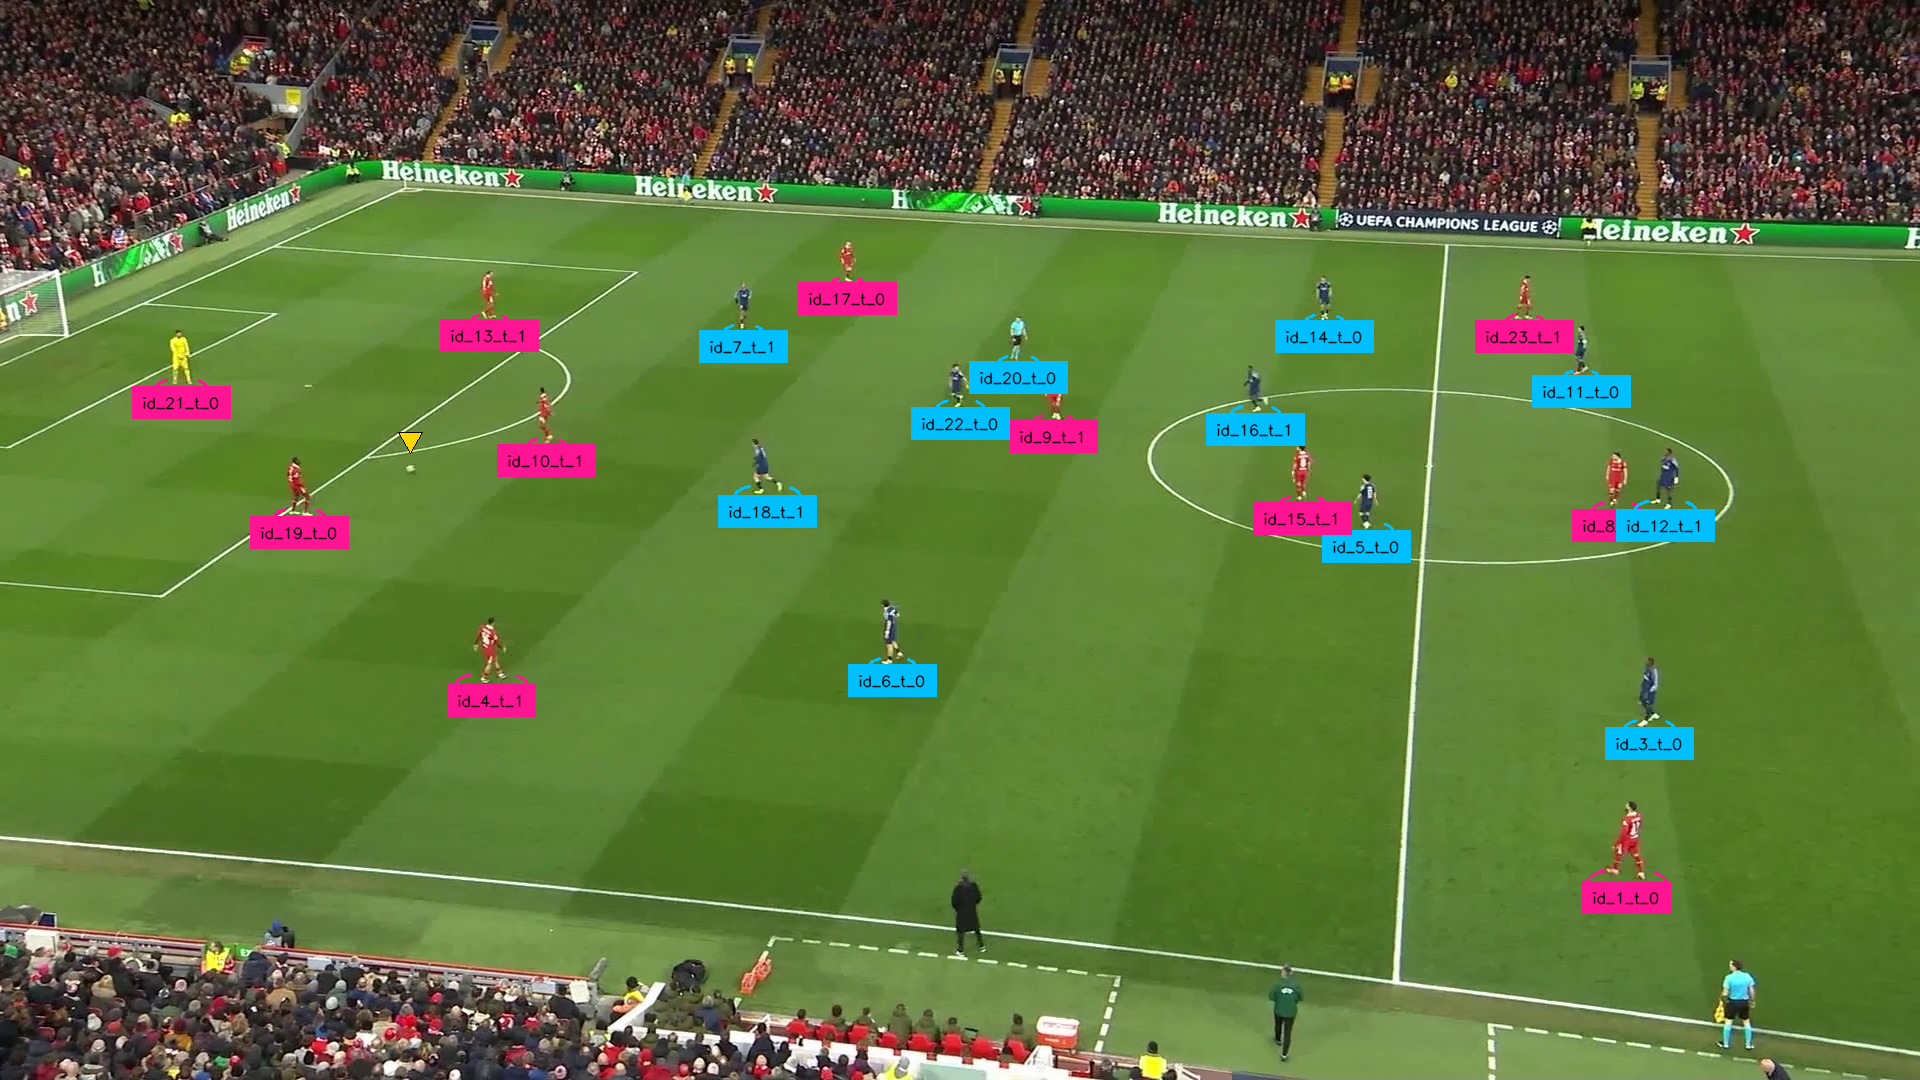 Heineken
Heineken
H
Heineken
UEFA CHAMPIONS LEAGUE
Heineken
H
Heineken
H
n
id_17_t_0
id_13_t_1
id_7_t_1
id_14_t_0
id_23_t_1
id_20_t_0
id_11_t_0
id_21_t_0
id_22_t_0
id_9_t_1
id_16_t_1
id_10_t_1
id_18_t_1
id_15_t_1
id_8
id_12_t_1
id_19_t_0
id_5_t_0
id_6_t_0
id_4_t_1
id_3_t_0
id_1_t_0